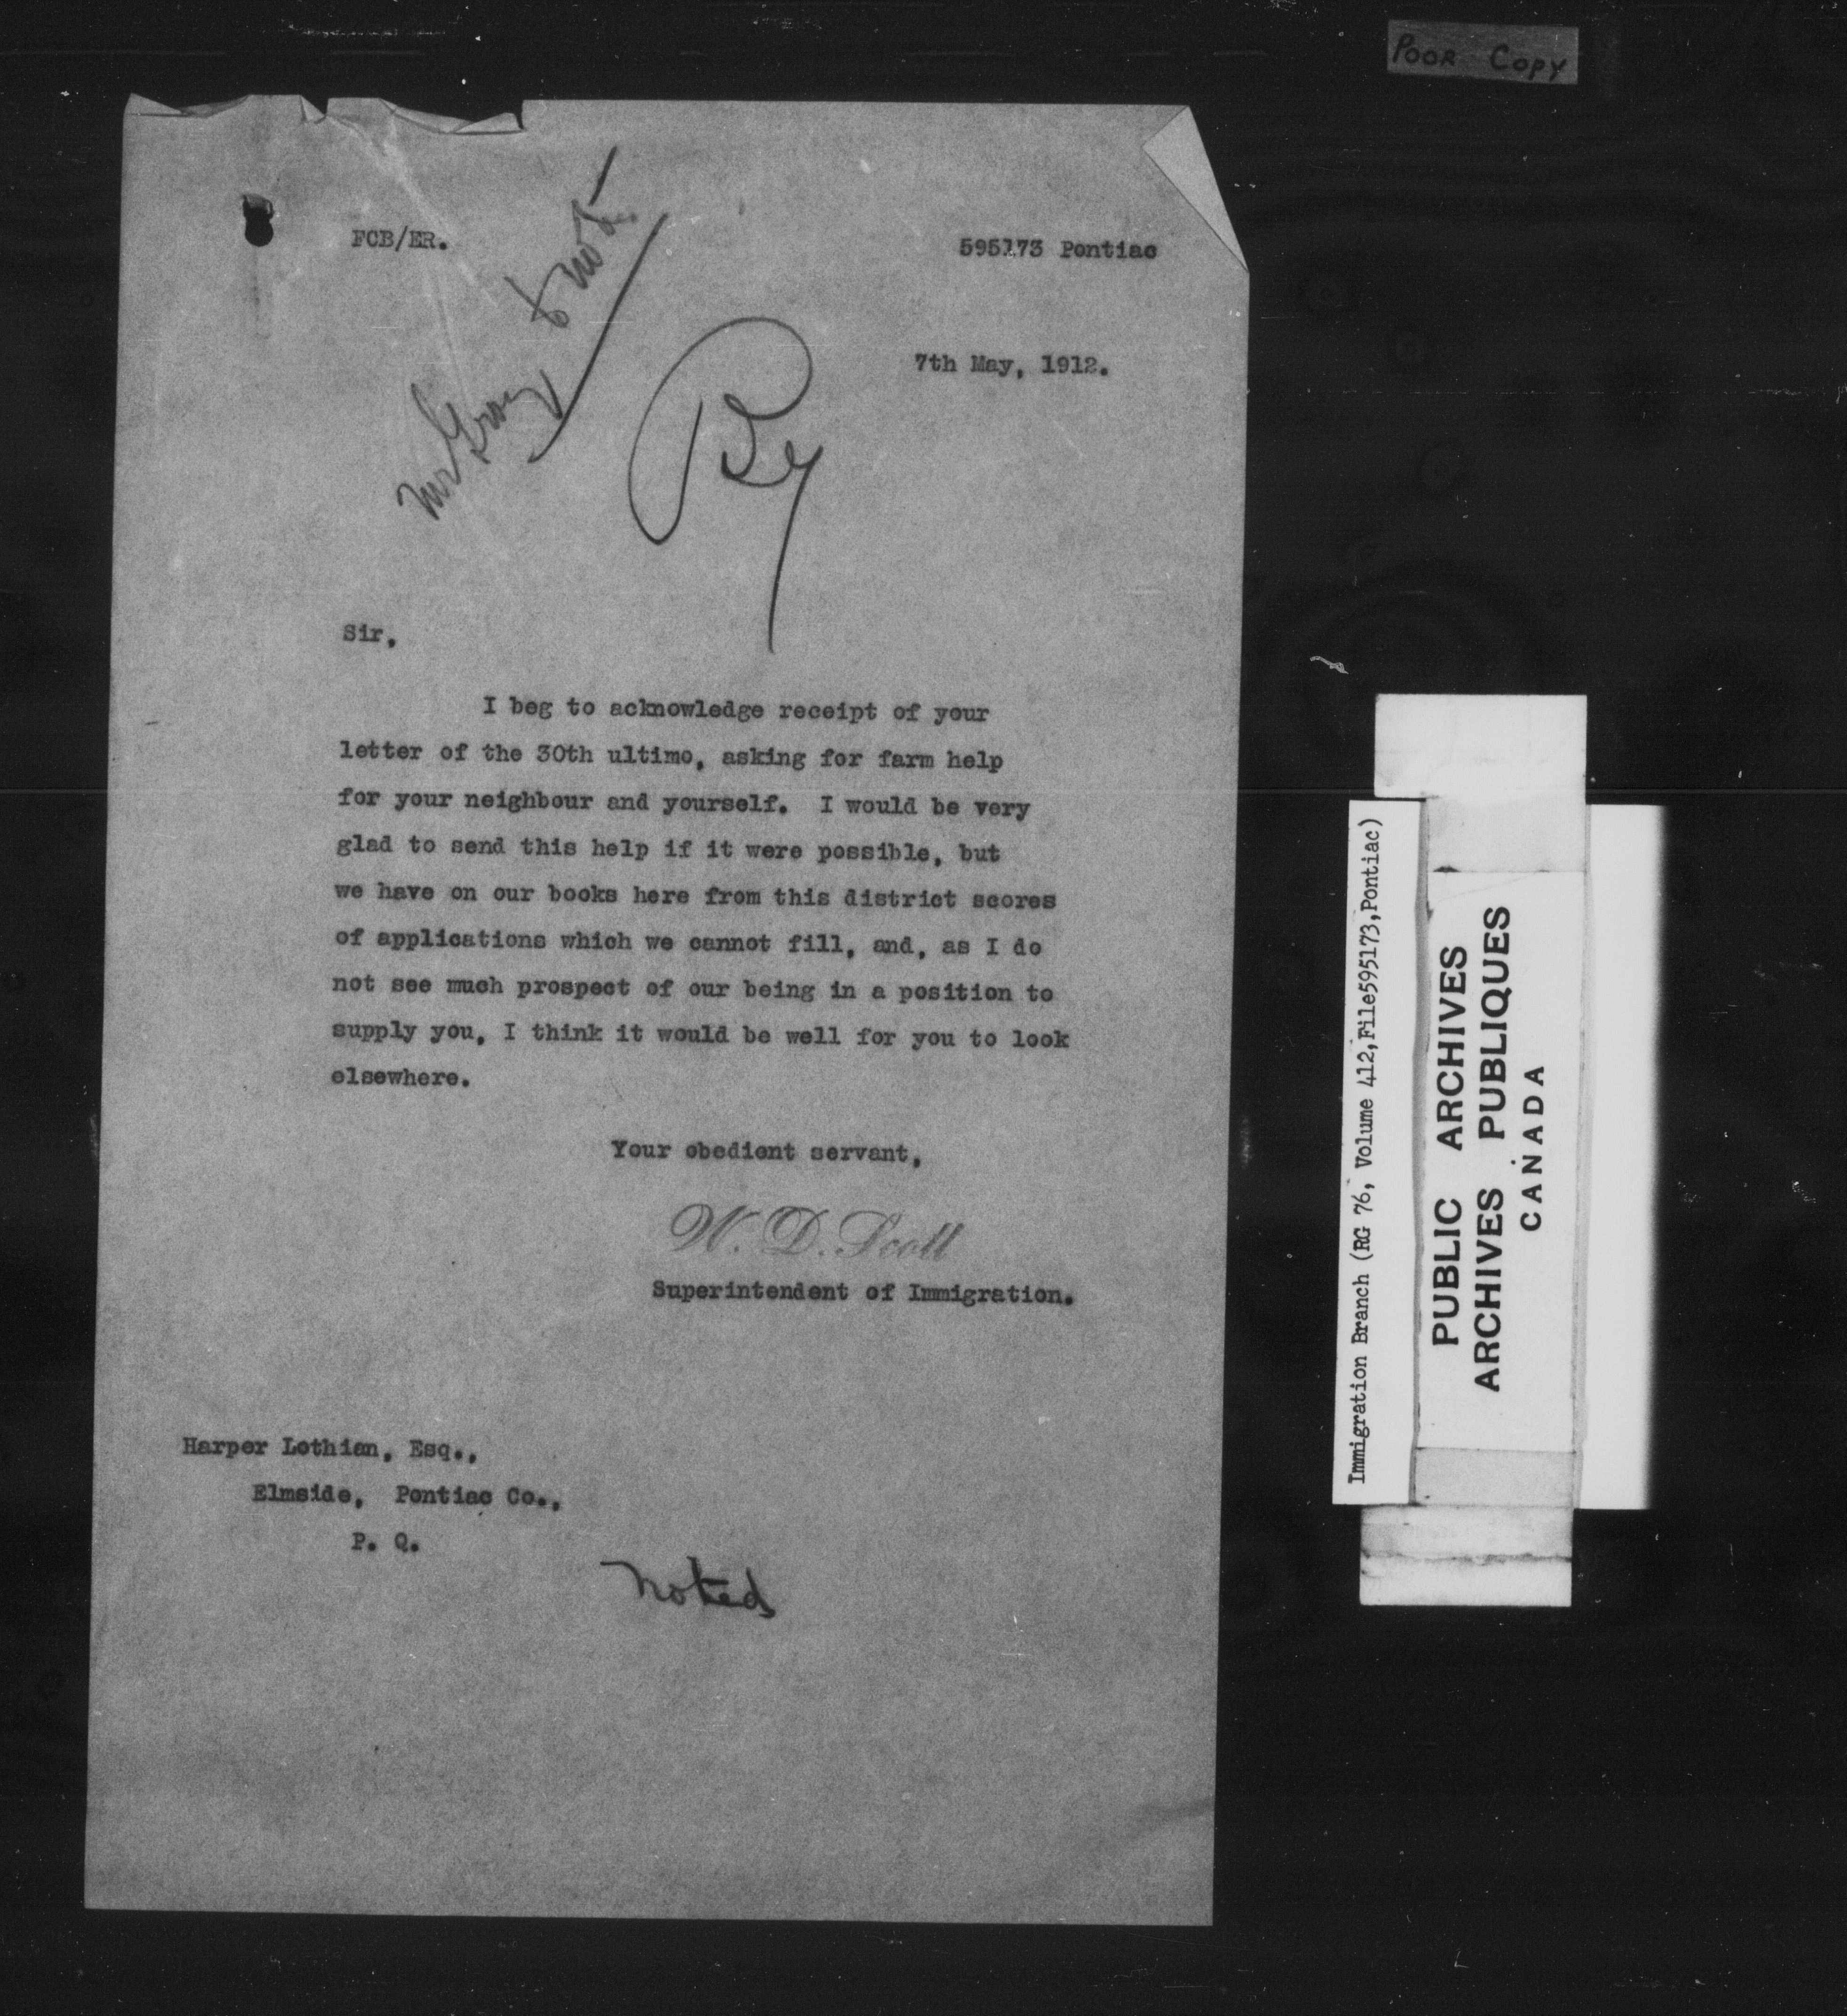 POOR COPY
FCB/ER.
595173 Pontiac
Mr Gray to note
7th May, 1912.
Sir,
I beg to acknowledge receipt of your
letter of the 30th ultimo, asking for farm help
for your neighbour and yourself. I would be very
glad to send this help if it were possible, but
we have on our books here from this district scores
of applications which we cannot fill, and, as I do
not see much prospect of our being in a position to
supply you, I think it would be well for you to look
elsewhere.
Your obedient servant,
W. D. Scott
Superintendent of Immigration.
Harper Lothian, Esq.,
Elmside, Pontiac Co.,
P. Q.
Noted
Immigration Branch (RG 76, Volume 412,File595173,Pontiac)
PUBLIC ARCHIVES
ARCHIVES PUBLIQUES
CANADA